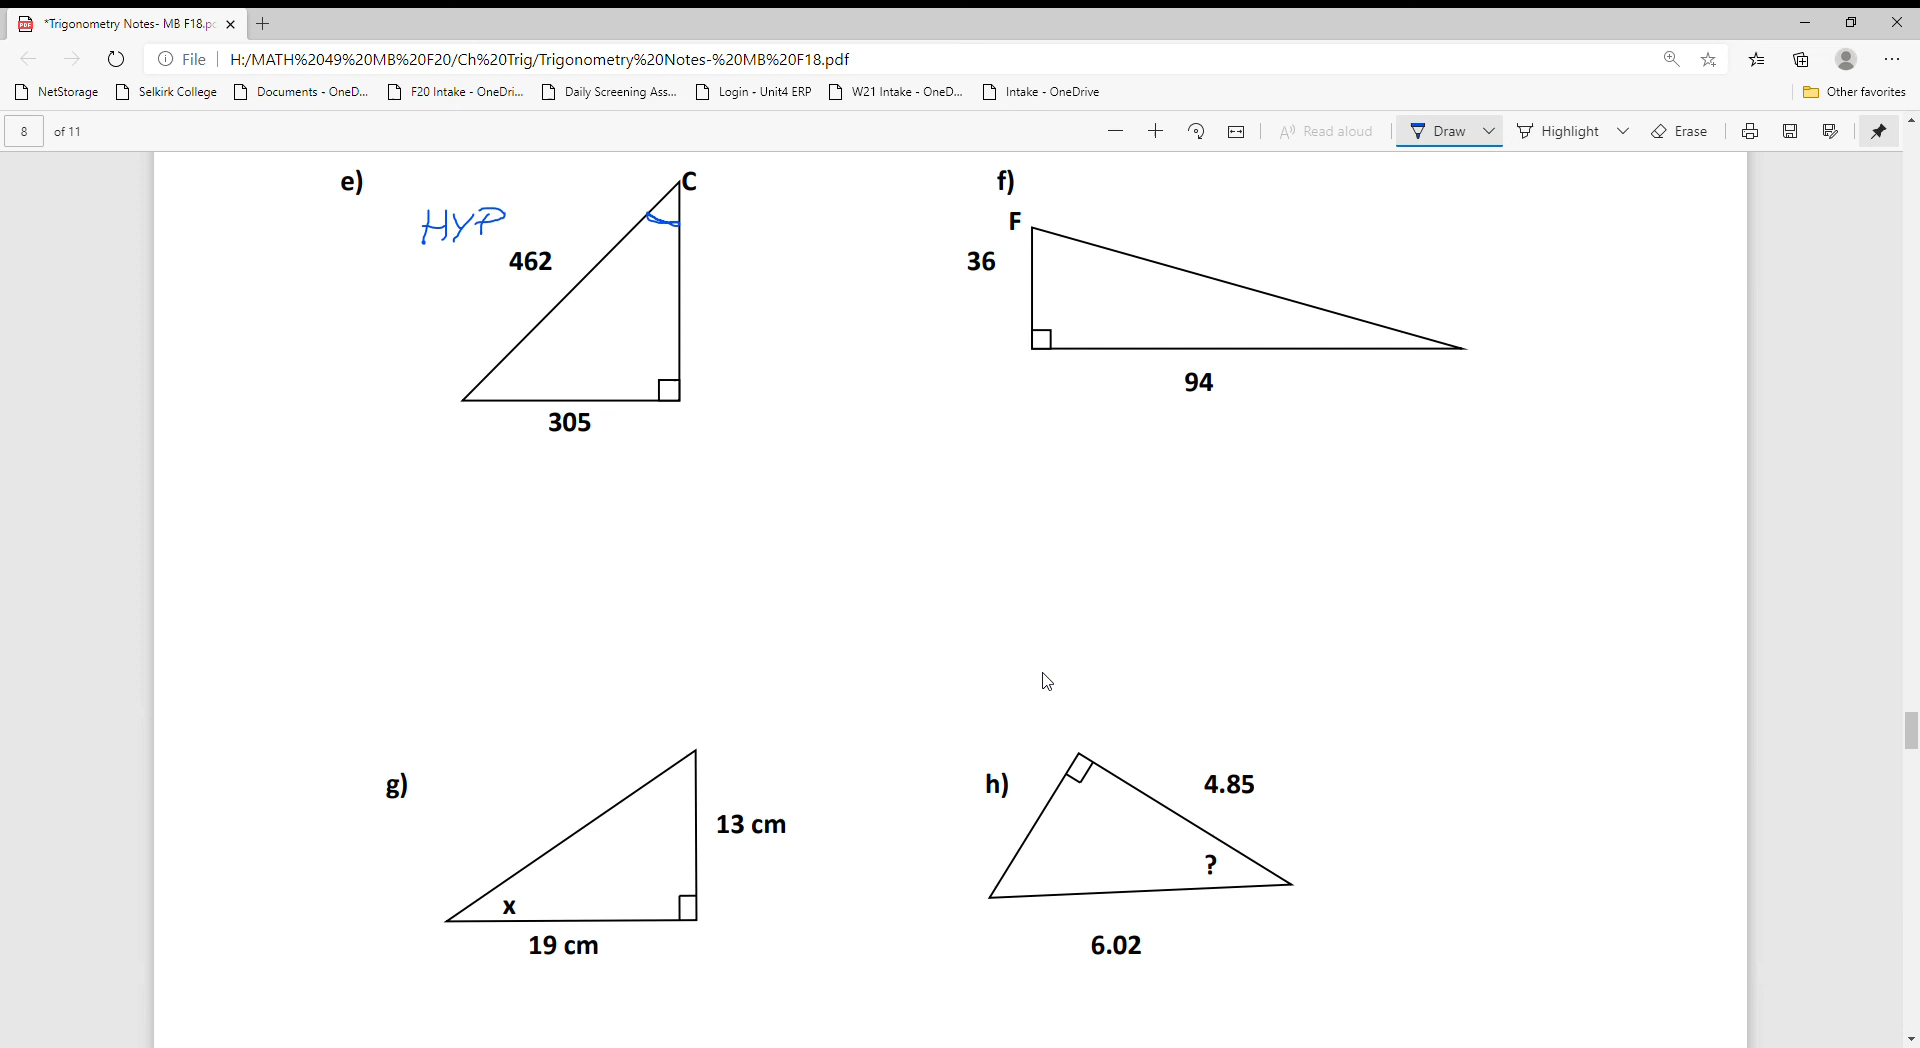 *Trigonometry Notes- MB F18.pd
File H:/MATH%2049%20MB%20F20/Ch%20Trig/Trigonometry%20Notes-%20MB%20F18.pdf
NetStorage Selkirk College Documents - OneD... F20 Intake - OneDri... Daily Screening Ass... Login - Unit4 ERP W21 Intake - OneD... Intake - OneDrive Other favorites
8 of 11 Read aloud Draw Highlight Erase
e) C
HYP
462
305
f)
F
36
94
g)
13 cm
x
19 cm
h) 4.85
?
6.02